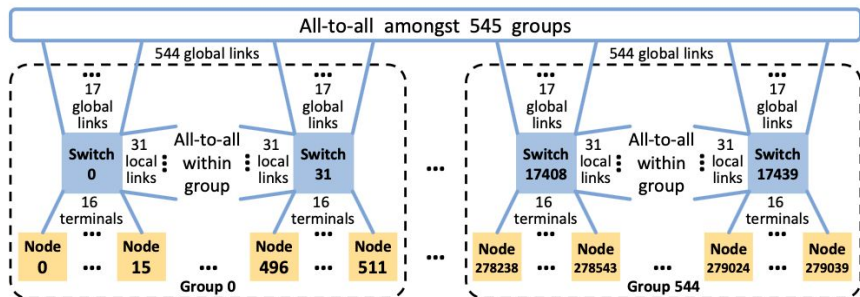 All-to-all amongst 545 groups
544 global links
544 global links
...
17
global
links
...
17
global
links
...
17
global
links
...
17
global
links
Switch
0
31
local
links
All-to-all
within
group
31
local
links
Switch
31
...
Switch
17408
31
local
links
All-to-all
within
group
31
local
links
Switch
17439
16
terminals
...
16
terminals
...
16
terminals
...
16
terminals
...
Node
0
...
Node
15
...
Node
496
...
Node
511
...
Node
278238
...
Node
278543
...
Node
279024
...
Node
279039
Group 0
Group 544